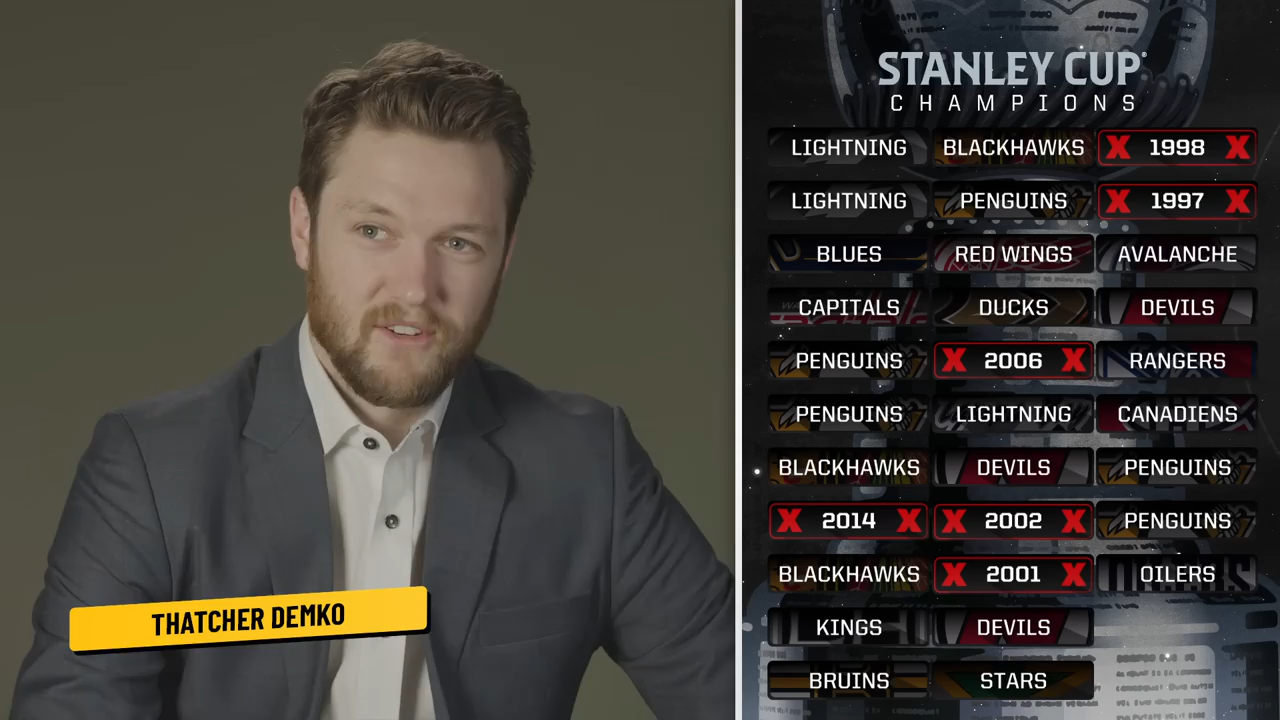 STANLEY CUP
CHAMPIONS
LIGHTNING BLACKHAWKS X 1998 X
LIGHTNING PENGUINS X 1997 X
BLUES RED WINGS AVALANCHE
CAPITALS DUCKS DEVILS
PENGUINS X 2006 X RANGERS
PENGUINS LIGHTNING CANADIENS
BLACKHAWKS DEVILS PENGUINS
X 2014 X X 2002 X PENGUINS
BLACKHAWKS X 2001 X OILERS
KINGS DEVILS
BRUINS STARS
THATCHER DEMKO